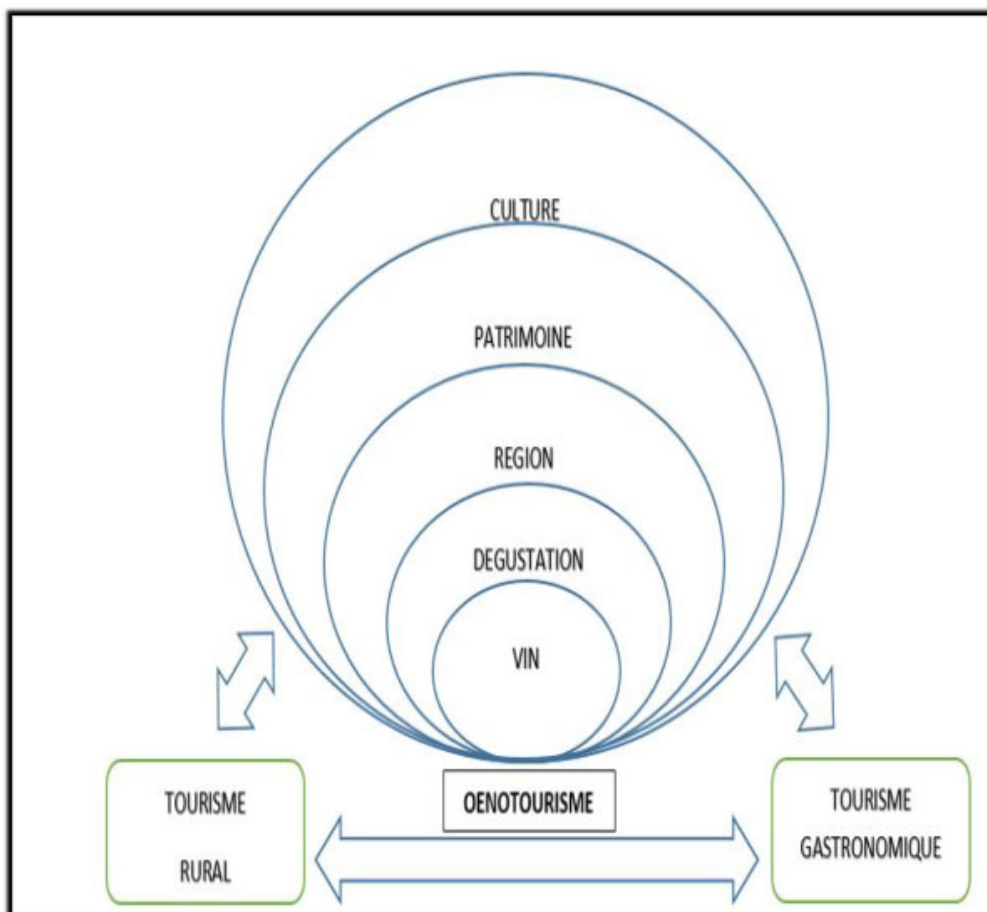 CULTURE
PATRIMOINE
REGION
DEGUSTATION
VIN
OENOTOURISME
TOURISME
RURAL
TOURISME
GASTRONOMIQUE